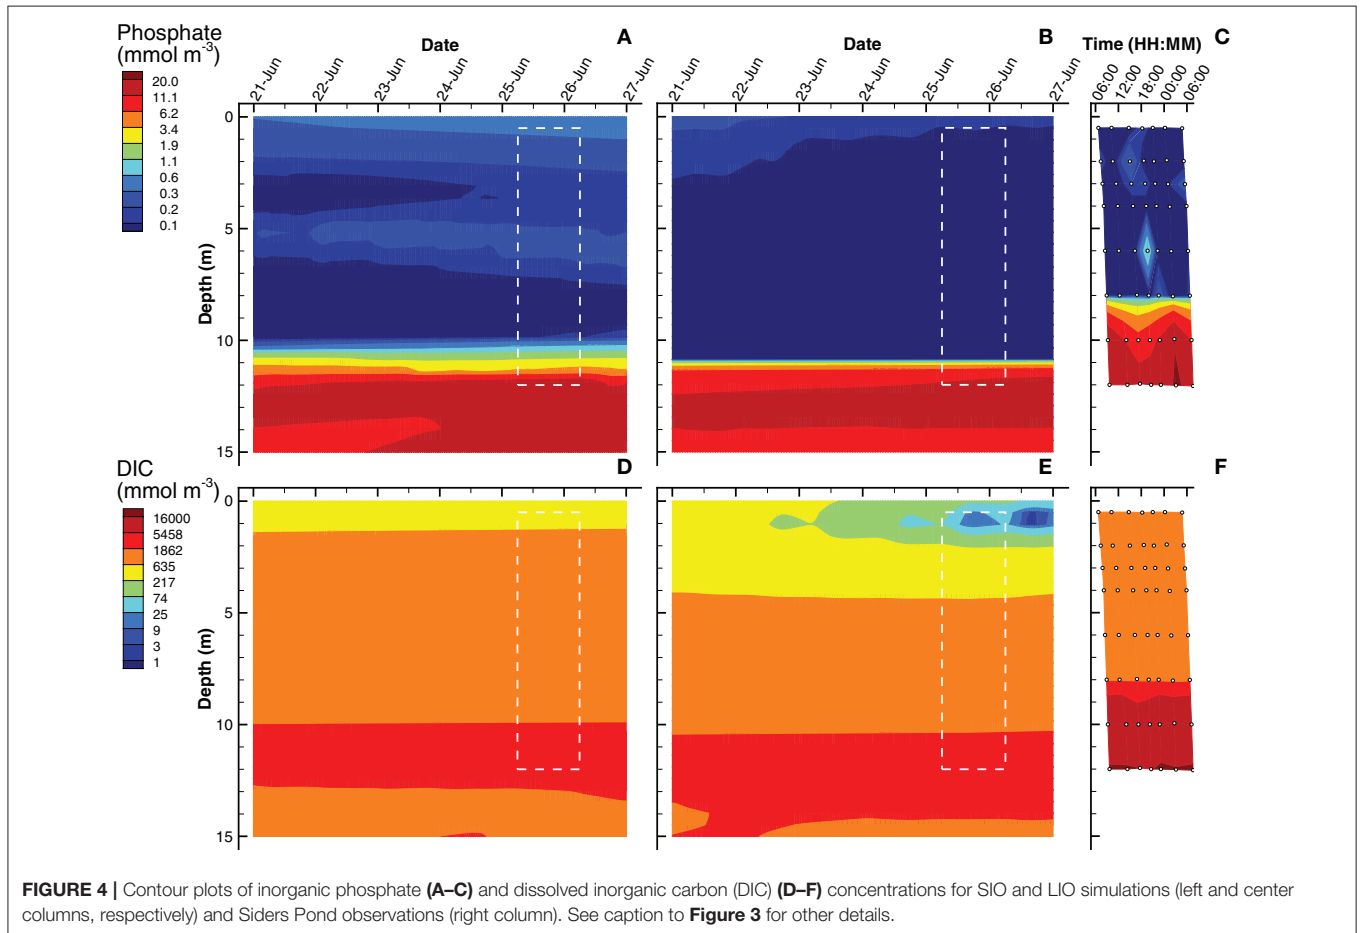 Phosphate
(mmol m-3)
20.0
11.1
6.2
3.4
1.9
1.1
0.6
0.3
0.2
0.1
Date
A
21-Jun
22-Jun
23-Jun
24-Jun
25-Jun
26-Jun
27-Jun
Depth (m)
0
5
10
15
Date
B
21-Jun
22-Jun
23-Jun
24-Jun
25-Jun
26-Jun
27-Jun
Time (HH:MM)
C
06:00
12:00
18:00
00:00
06:00
DIC
(mmol m-3)
16000
5458
1862
635
217
74
25
9
3
1
D
Depth (m)
0
5
10
15
E
F
FIGURE 4 | Contour plots of inorganic phosphate (A–C) and dissolved inorganic carbon (DIC) (D–F) concentrations for SIO and LIO simulations (left and center
columns, respectively) and Siders Pond observations (right column). See caption to Figure 3 for other details.